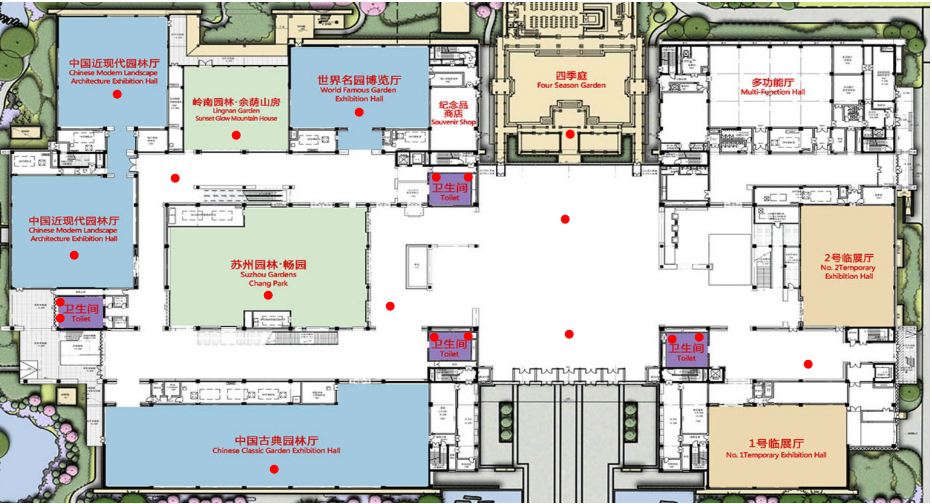 中国近现代园林厅
Chinese Modern Landscape
Architecture Exhibition Hall
岭南园林·余荫山房
Lingnan Garden
Sunset Glow Mountain House
世界名园博览厅
World Famous Garden
Exhibition Hall
纪念品
商店
Souvenir Shop
四季庭
Four Season Garden
多功能厅
Multi-Function Hall
卫生间
Toilet
中国近现代园林厅
Chinese Modern Landscape
Architecture Exhibition Hall
苏州园林·畅园
Suzhou Gardens
Chang Park
2号临展厅
No. 2Temporary
Exhibition Hall
卫生间
Toilet
卫生间
Toilet
卫生间
Toilet
中国古典园林厅
Chinese Classic Garden Exhibition Hall
1号临展厅
No. 1Temporary Exhibition Hall